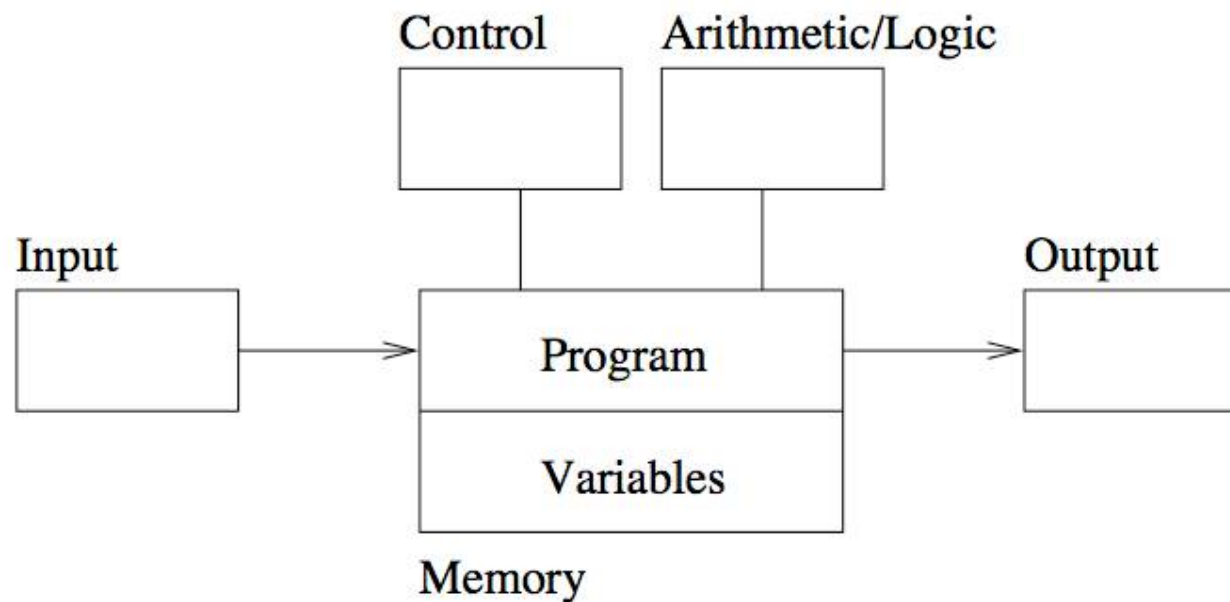 Control
Arithmetic/Logic
Input
Output
Program
Variables
Memory